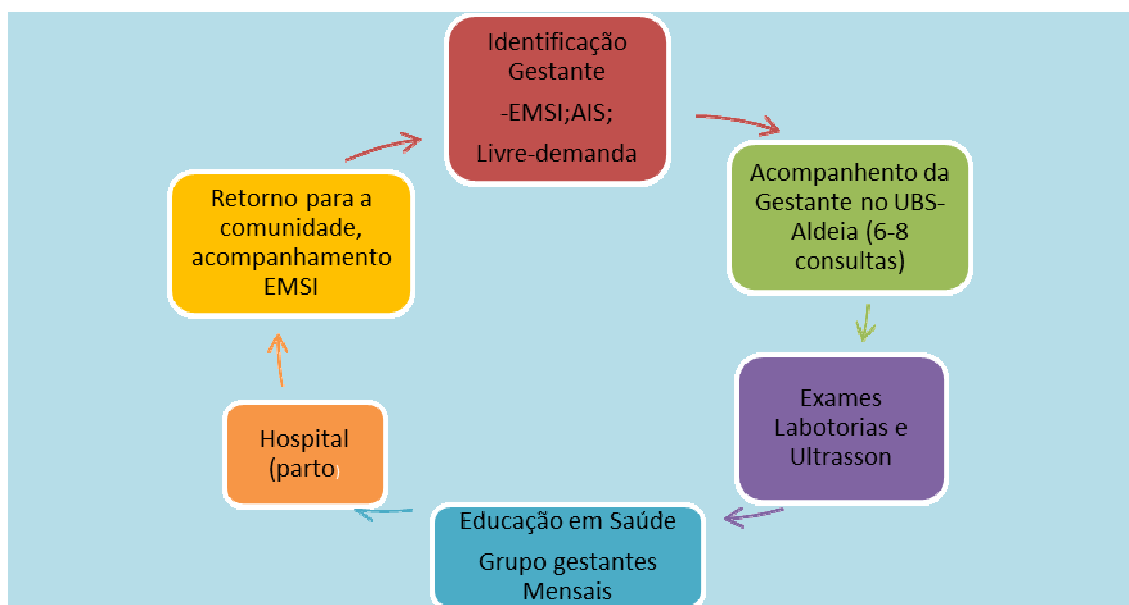 Identificação
Gestante
-EMSI;AIS;
Livre-demanda
Acompanhento da
Gestante no UBS-
Aldeia (6-8
consultas)
Exames
Labotorias e
Ultrasson
Educação em Saúde
Grupo gestantes
Mensais
Hospital
(parto)
Retorno para a
comunidade,
acompanhamento
EMSI